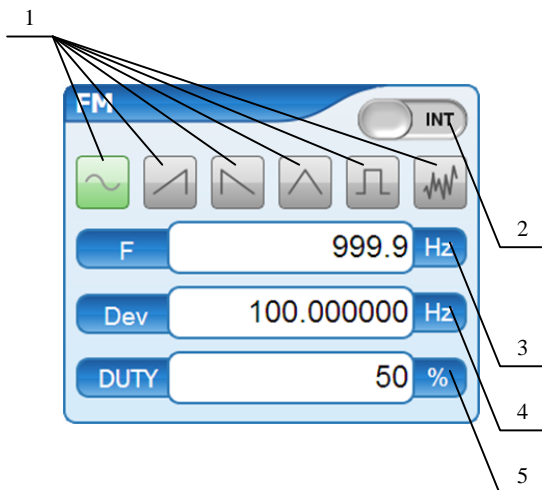 1
FM
INT
2
F 999.9 Hz
3
Dev 100.000000 Hz
4
DUTY 50 %
5